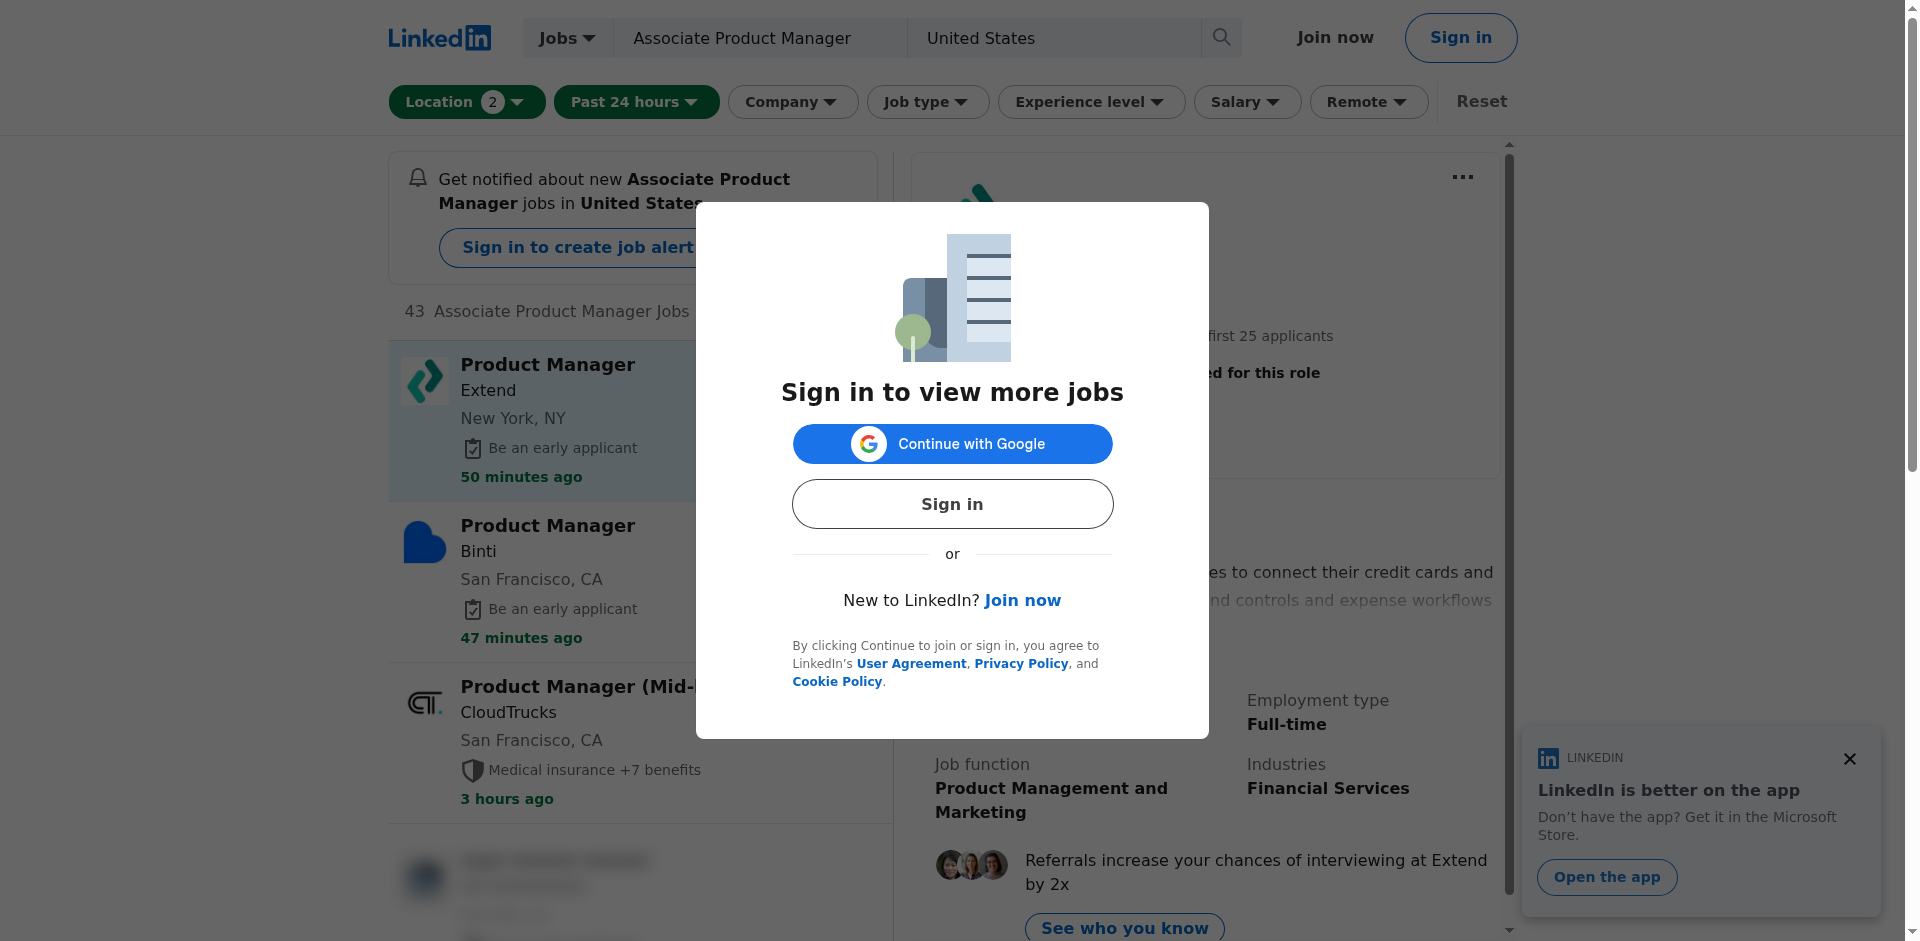 LinkedIn
Jobs
Associate Product Manager
United States
Join now
Sign in
Location 2
Past 24 hours
Company
Job type
Experience level
Salary
Remote
Reset
Get notified about new Associate Product
Manager jobs in United States
Sign in to create job alert
43 Associate Product Manager Jobs
Product Manager
Extend
New York, NY
Be an early applicant
50 minutes ago
Product Manager
Binti
San Francisco, CA
Be an early applicant
47 minutes ago
Product Manager (Mid-
CloudTrucks
San Francisco, CA
Medical insurance +7 benefits
3 hours ago
first 25 applicants
ed for this role
es to connect their credit cards and
nd controls and expense workflows
Employment type
Full-time
Job function
Product Management and
Marketing
Industries
Financial Services
Referrals increase your chances of interviewing at Extend
by 2x
See who you know
Sign in to view more jobs
Continue with Google
Sign in
or
New to LinkedIn? Join now
By clicking Continue to join or sign in, you agree to
LinkedIn’s User Agreement, Privacy Policy, and
Cookie Policy.
LINKEDIN
LinkedIn is better on the app
Don’t have the app? Get it in the Microsoft
Store.
Open the app